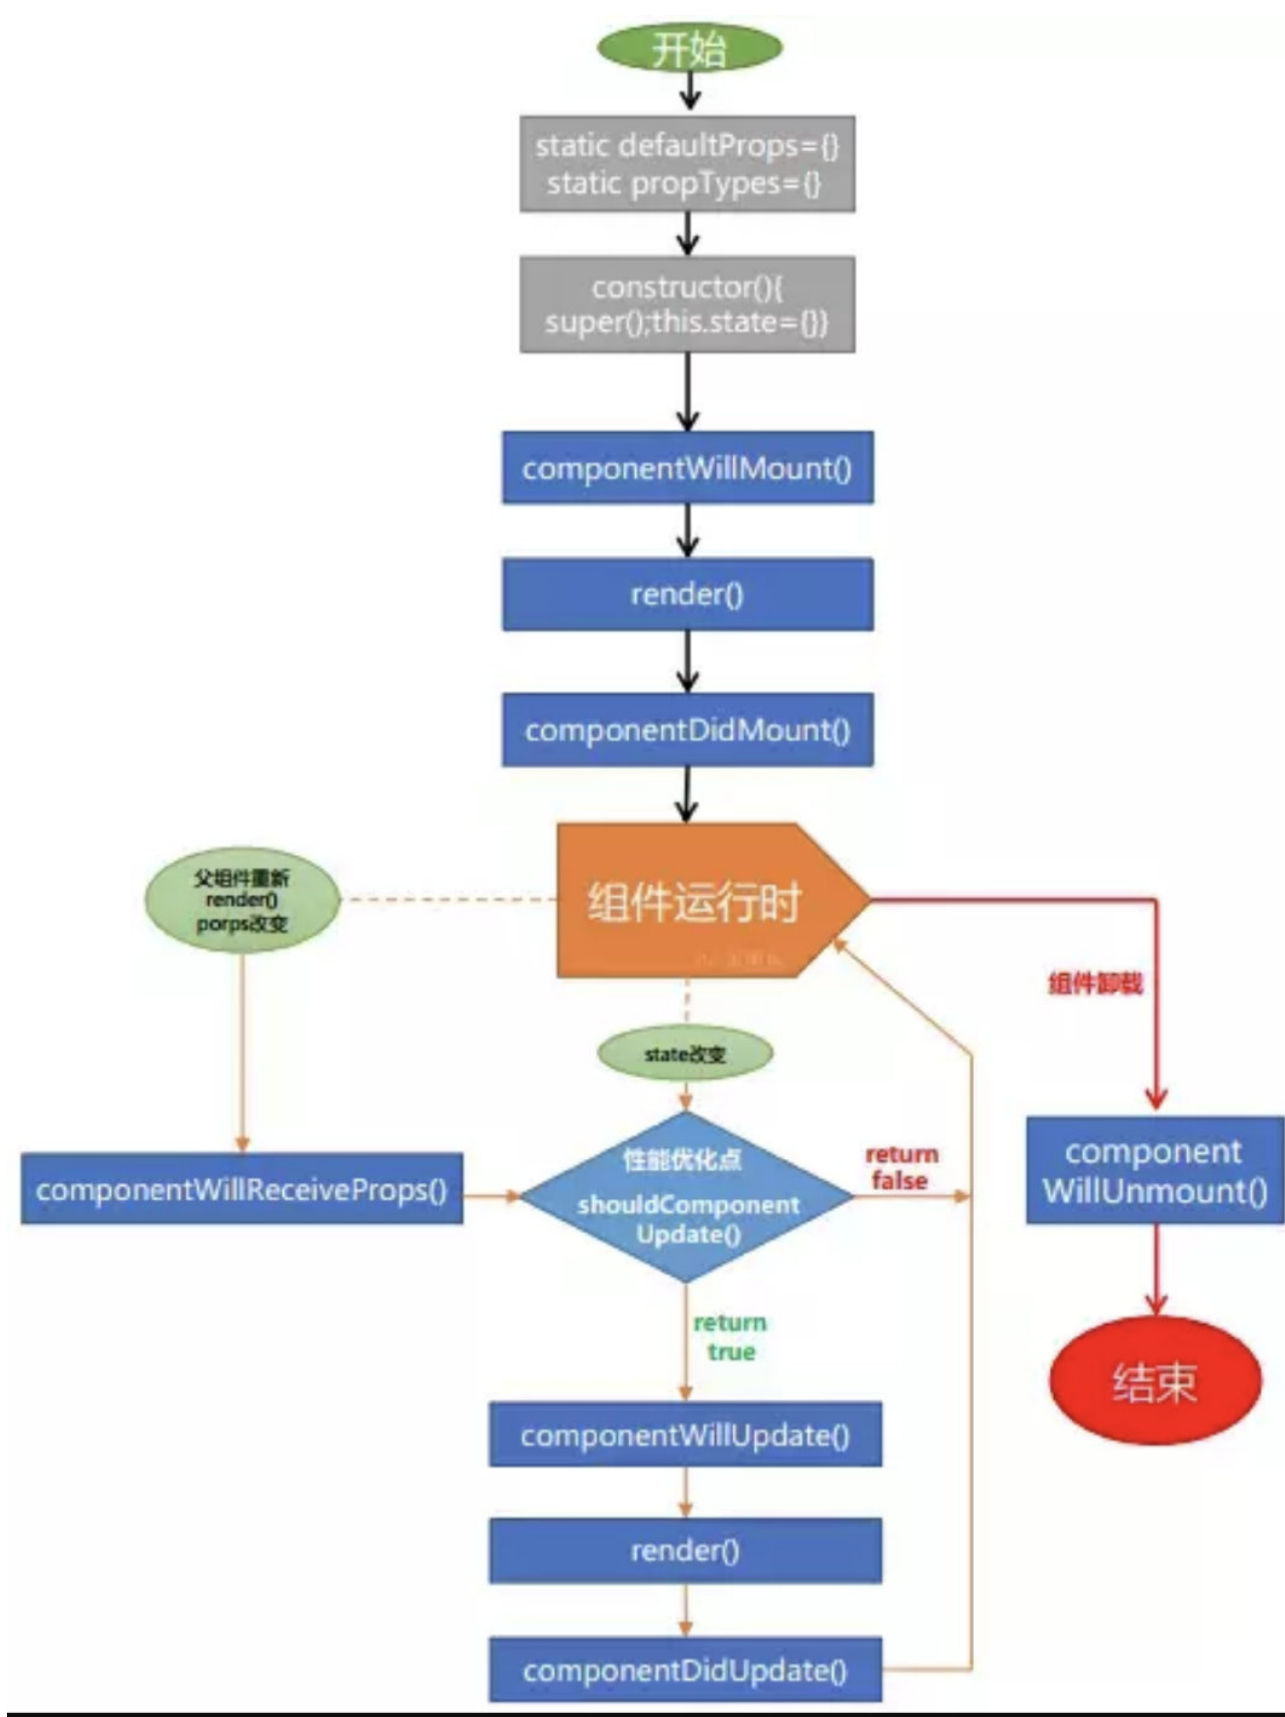 开始
static defaultProps={}
static propTypes={}
constructor(){
super();this.state={}}
componentWillMount()
render()
componentDidMount()
父组件重新
render()
porps改变
组件运行时
组件卸载
state改变
componentWillReceiveProps()
性能优化点
shouldComponent
Update()
return
false
component
WillUnmount()
return
true
结束
componentWillUpdate()
render()
componentDidUpdate()